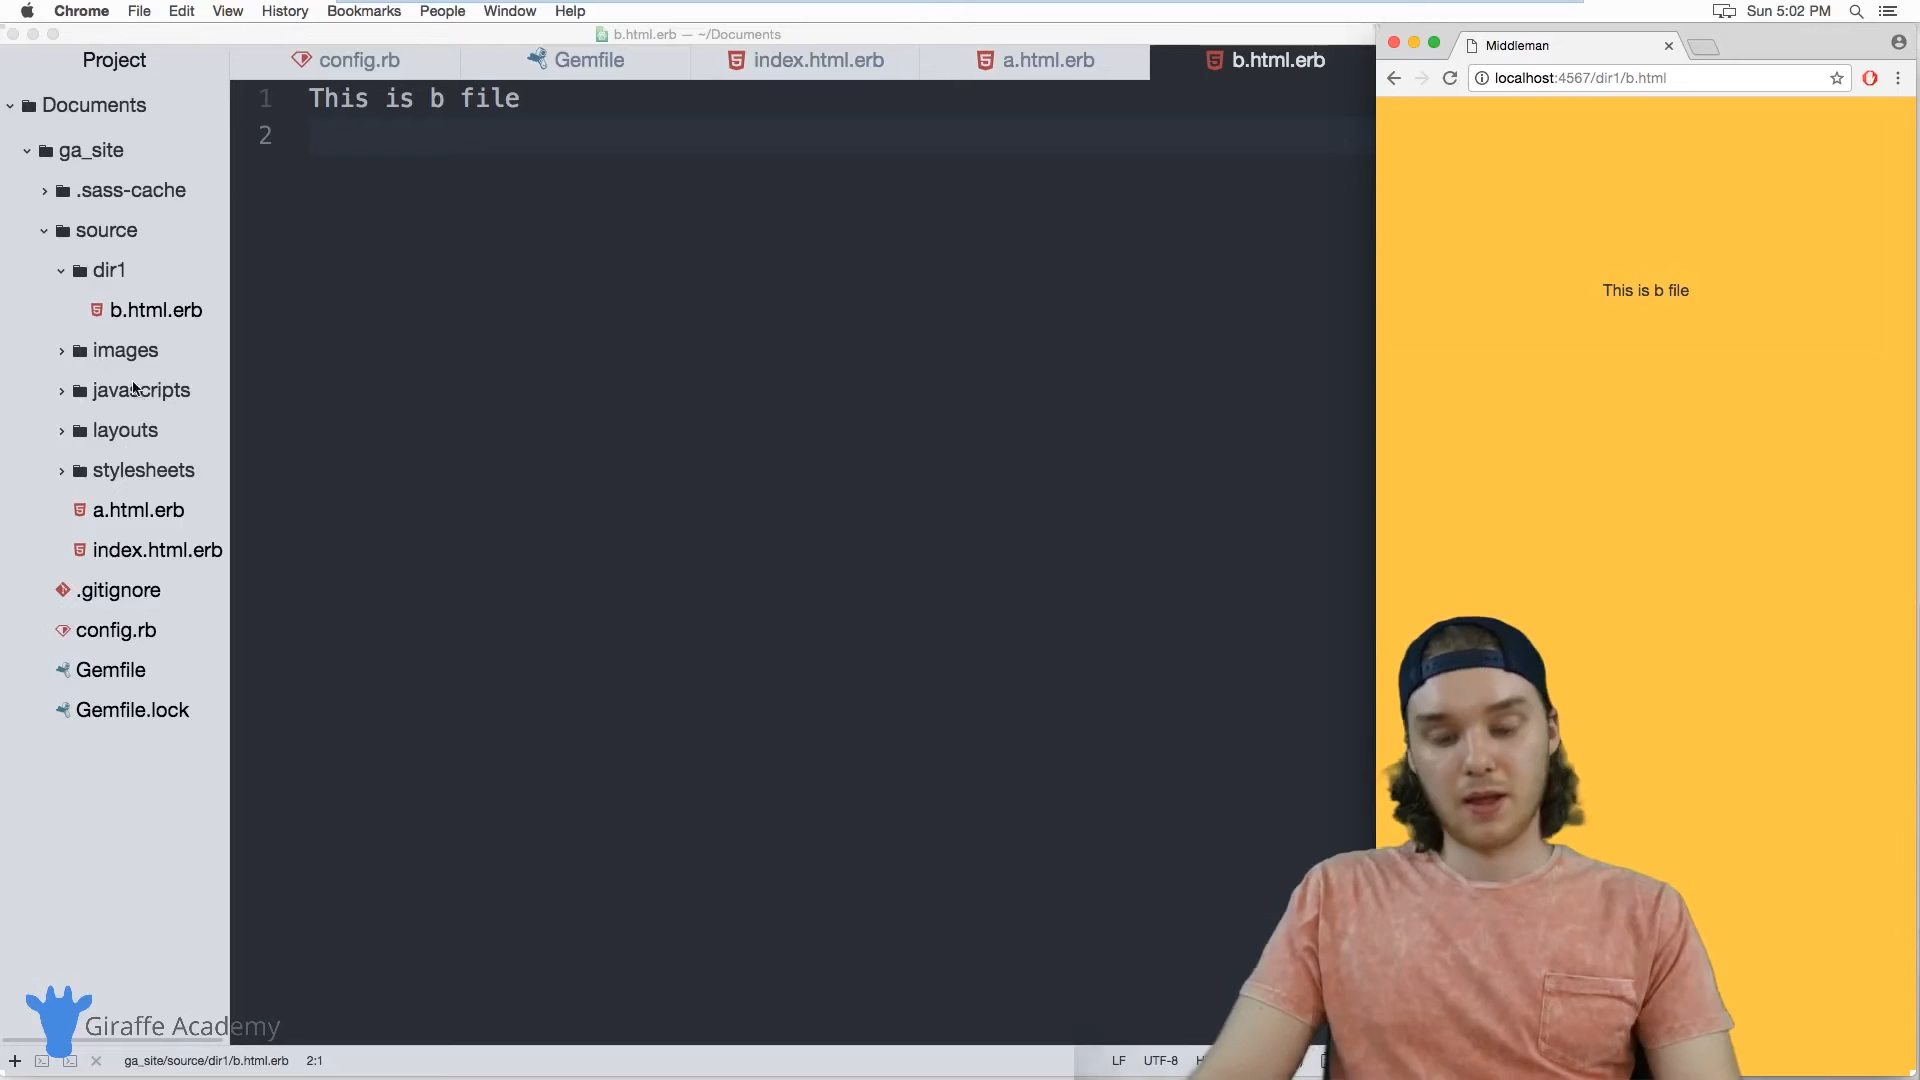 Chrome File Edit View History Bookmarks People Window Help Sun 5:02 PM
b.html.erb — ~/Documents
Project
config.rb
Gemfile
index.html.erb
a.html.erb
b.html.erb
Middleman
localhost:4567/dir1/b.html
Documents
ga_site
.sass-cache
source
dir1
b.html.erb
images
javascripts
layouts
stylesheets
a.html.erb
index.html.erb
.gitignore
config.rb
Gemfile
Gemfile.lock
1 This is b file
2
This is b file
Giraffe Academy
ga_site/source/dir1/b.html.erb 2:1
LF UTF-8